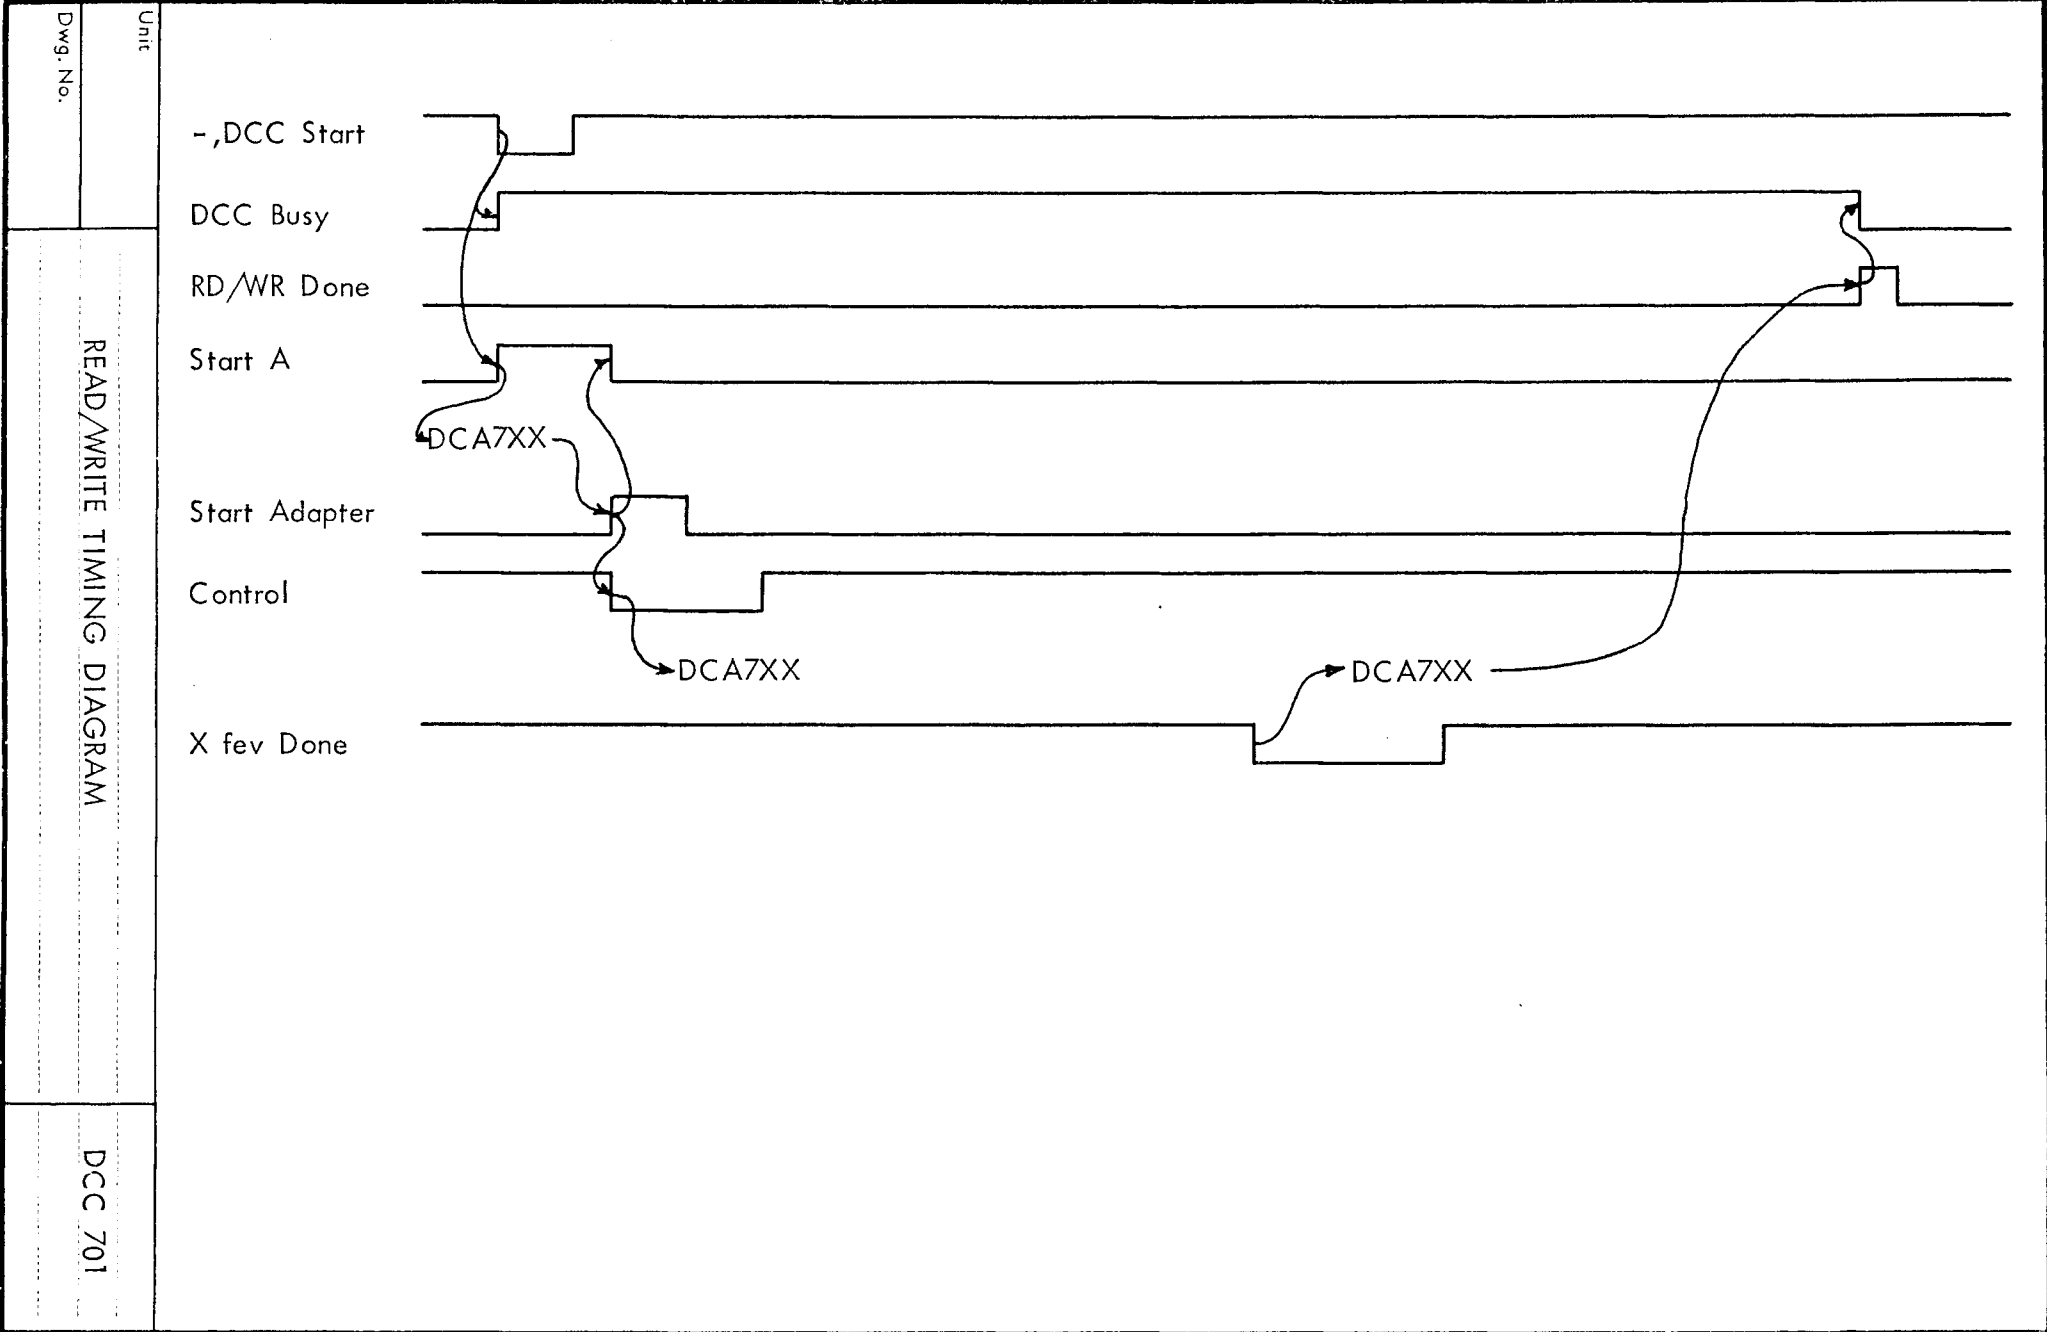 Unit
Dwg. No.
READ/WRITE TIMING DIAGRAM
DCC 701
-,DCC Start
DCC Busy
RD/WR Done
Start A
DCA7XX
Start Adapter
Control
DCA7XX
DCA7XX
X fev Done